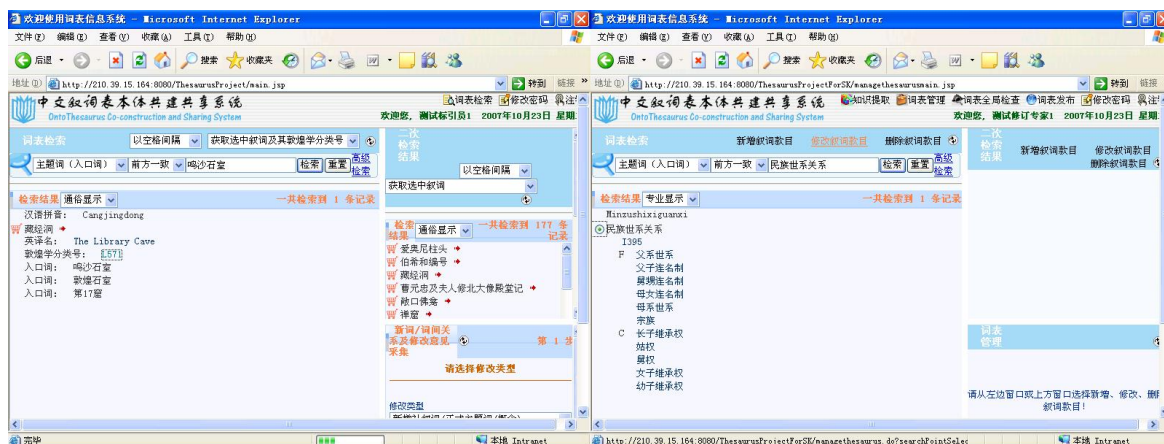 欢迎使用词表信息系统 - Microsoft Internet Explorer
文件(F) 编辑(E) 查看(V) 收藏(A) 工具(T) 帮助(H)
后退 搜索 收藏夹
地址(D) http://210.39.15.164:8080/ThesaurusProject/main.jsp 转到 链接 »
中文叙词表本体共建共享系统 词表检索 修改密码
OntoThesaurus Co-construction and Sharing System
欢迎您, 测试标引员1 2007年10月23日 星期
词表检索 以空格间隔 获取选中叙词及其敦煌学分类号
主题词(入口词) 前方一致 鸣沙石室 检索 重置 高级检索
检索结果 通俗显示 一共检索到 1 条记录
汉语拼音: Cangjingdong
藏经洞
英译名: The Library Cave
敦煌学分类号: L571
入口词: 鸣沙石室
入口词: 敦煌石室
入口词: 第17窟
二次检索结果
以空格间隔
获取选中叙词
检索结果 通俗显示 一共检索到 177 条记录
爱奥尼柱头
伯希和编号
藏经洞
曹元忠及夫人修北大像殿堂记
敞口佛龛
禅窟
新词/词间关系及修改意见采集 第 1 步
请选择修改类型
修改类型
完毕 本地 Intranet
欢迎使用词表信息系统 - Microsoft Internet Explorer
文件(F) 编辑(E) 查看(V) 收藏(A) 工具(T) 帮助(H)
后退 搜索 收藏夹
地址(D) http://210.39.15.164:8080/ThesaurusProjectForSK/managethesaurusmain.jsp 转到 链接
中文叙词表本体共建共享系统 知识提取 词表管理 词表全局检查 词表发布 修改密码
OntoThesaurus Co-construction and Sharing System
欢迎您, 测试修订专家1 2007年10月23日 星期
词表检索 新增叙词款目 修改叙词款目 删除叙词款目
主题词(入口词) 前方一致 民族世系关系 检索 重置 高级检索
检索结果 专业显示 一共检索到 1 条记录
Minzushixiguanxi
民族世系关系
I395
F 父系世系
父子连名制
舅甥连名制
母女连名制
母系世系
宗族
C 长子继承权
姑权
舅权
女子继承权
幼子继承权
二次检索结果
新增叙词款目 修改叙词款目
删除叙词款目
词表管理
请从左边窗口或上方窗口选择新增、修改、删
叙词款目!
http://210.39.15.164:8080/ThesaurusProjectForSK/managethesaurus.do?searchPointSelec 本地 Intranet